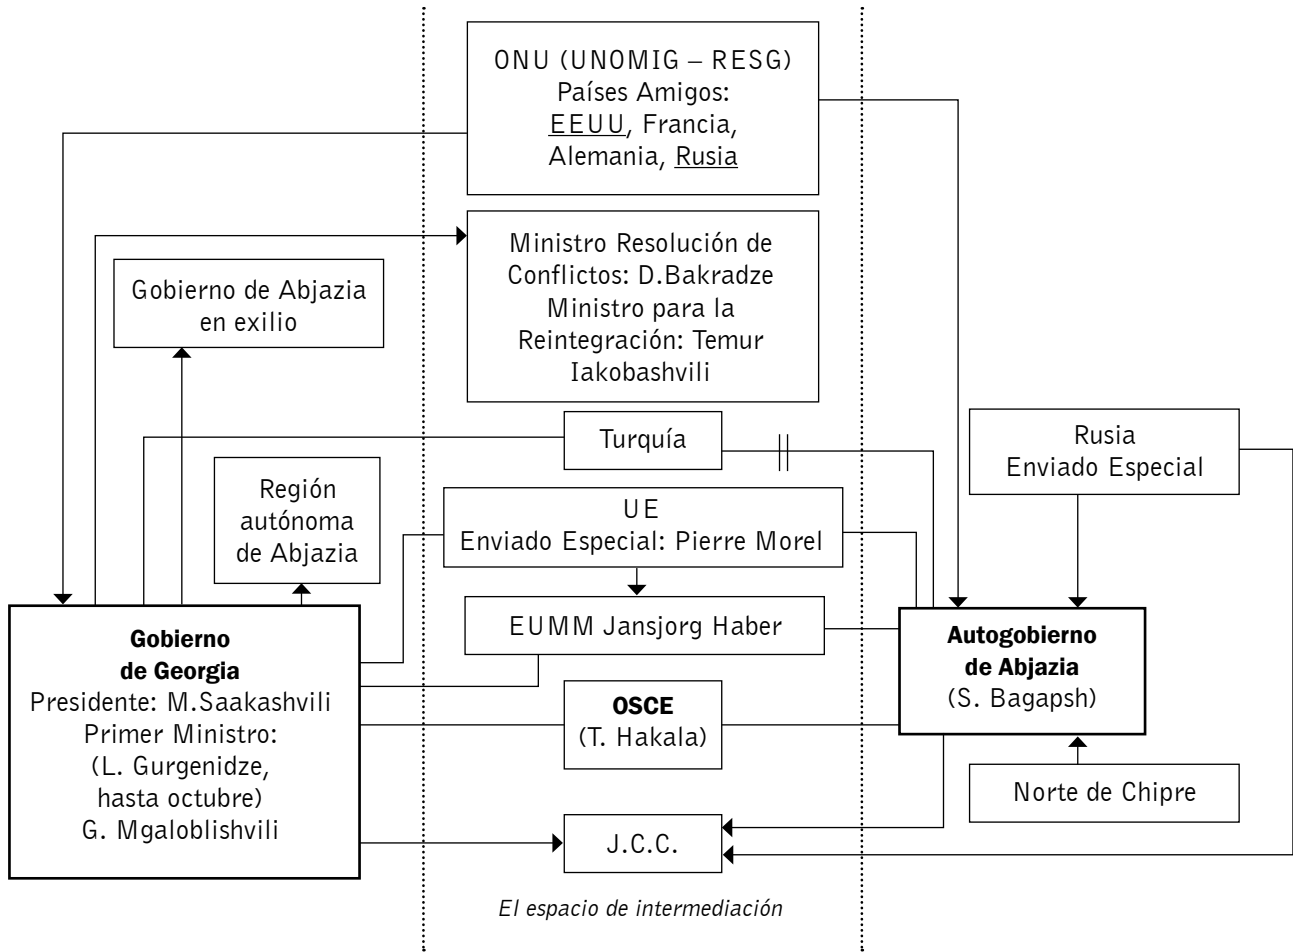 ONU (UNOMIG – RESG)
Países Amigos:
EEUU, Francia,
Alemania, Rusia
Ministro Resolución de
Conflictos: D.Bakradze
Ministro para la
Reintegración: Temur
Iakobashvili
Gobierno de Abjazia
en exilio
Turquía
Rusia
Enviado Especial
Región
autónoma
de Abjazia
UE
Enviado Especial: Pierre Morel
EUMM Jansjorg Haber
Gobierno
de Georgia
Presidente: M.Saakashvili
Primer Ministro:
(L. Gurgenidze,
hasta octubre)
G. Mgaloblishvili
Autogobierno
de Abjazia
(S. Bagapsh)
OSCE
(T. Hakala)
Norte de Chipre
J.C.C.
El espacio de intermediación